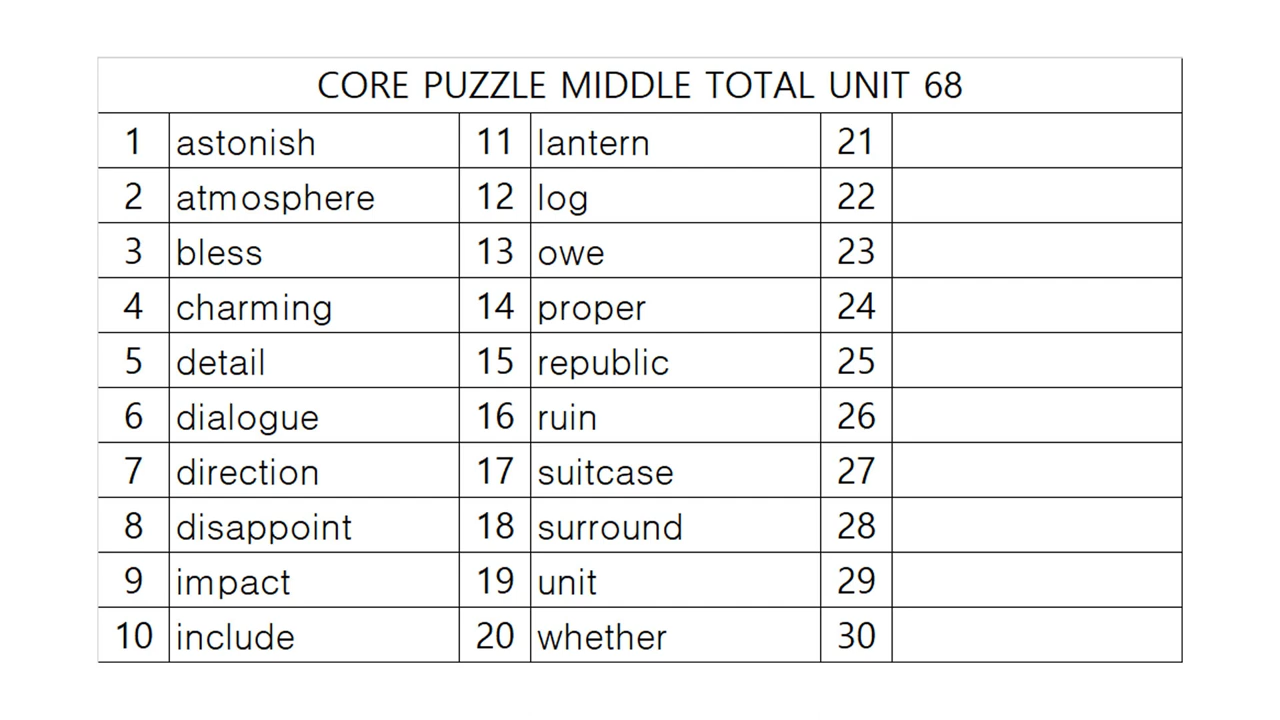 CORE PUZZLE MIDDLE TOTAL UNIT 68
1 astonish 11 lantern 21
2 atmosphere 12 log 22
3 bless 13 owe 23
4 charming 14 proper 24
5 detail 15 republic 25
6 dialogue 16 ruin 26
7 direction 17 suitcase 27
8 disappoint 18 surround 28
9 impact 19 unit 29
10 include 20 whether 30